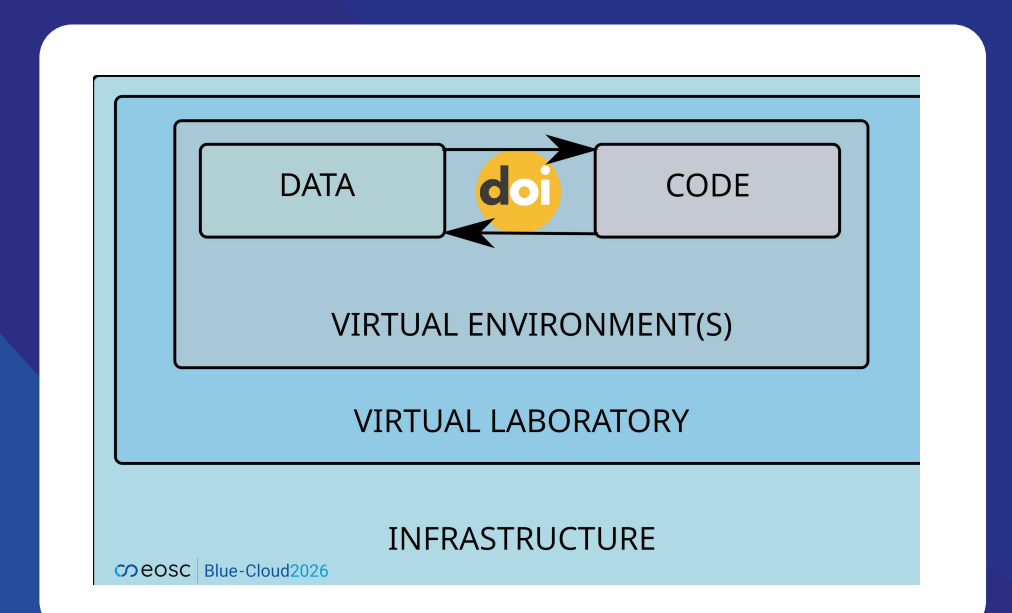 DATA
doi
CODE
VIRTUAL ENVIRONMENT(S)
VIRTUAL LABORATORY
INFRASTRUCTURE
eosc Blue-Cloud2026